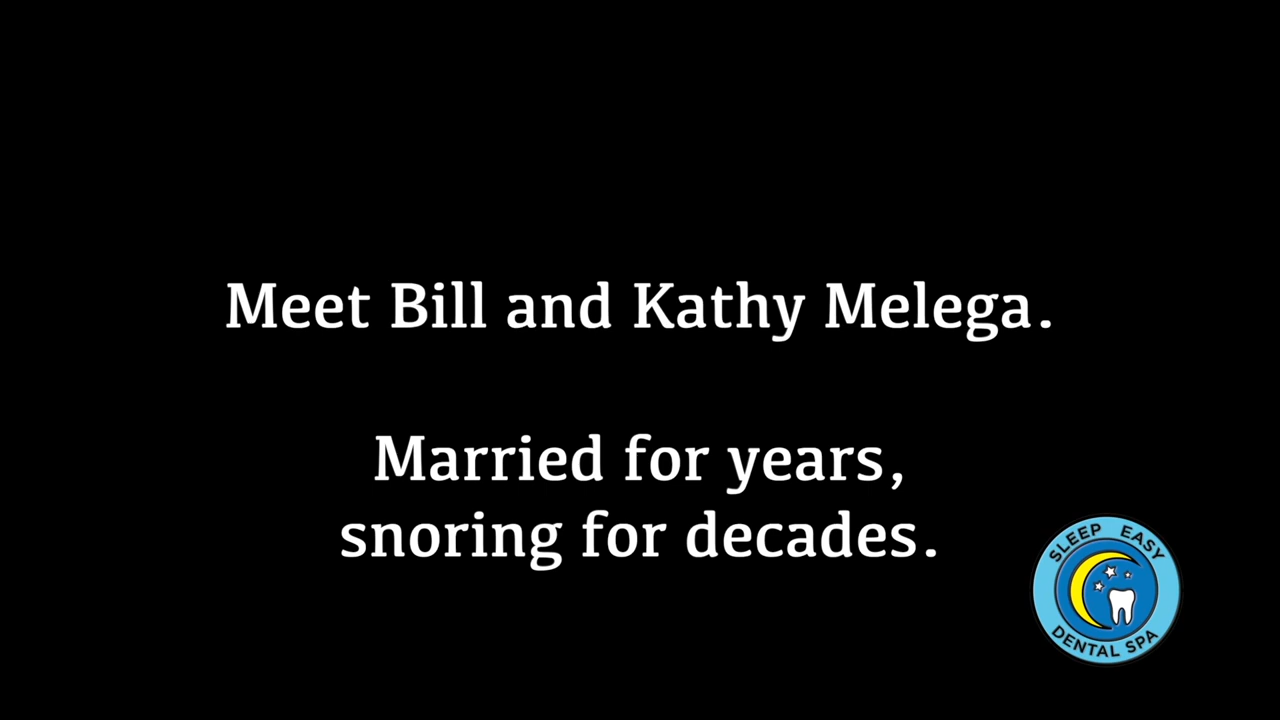 Meet Bill and Kathy Melega.
Married for years,
snoring for decades.
SLEEP EASY
DENTAL SPA